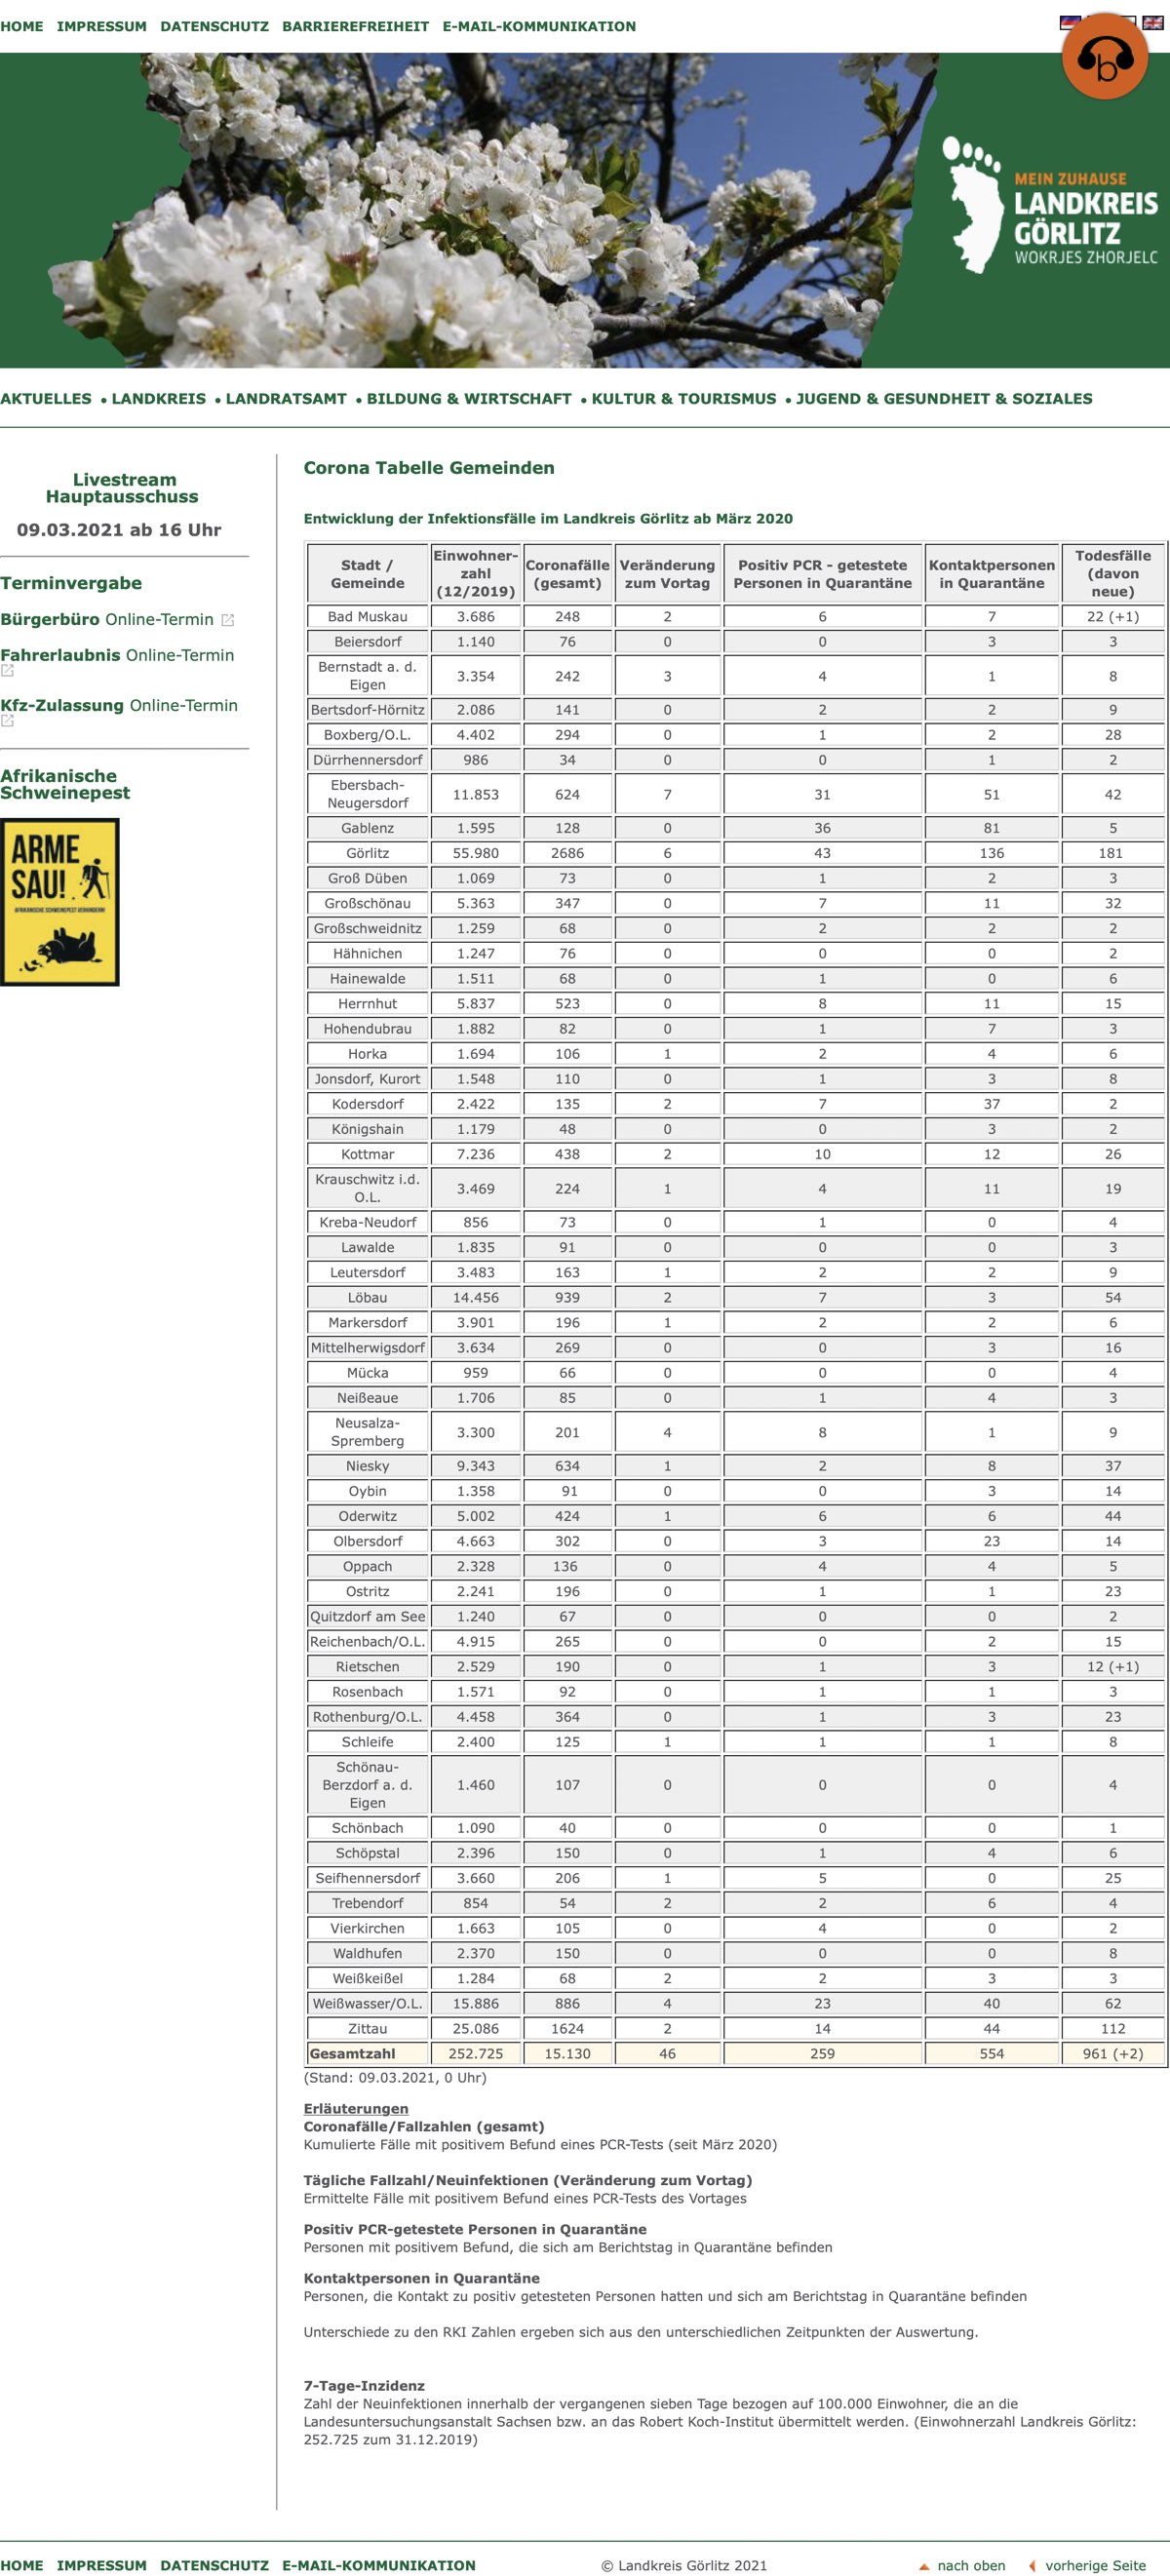 HOME IMPRESSUM DATENSCHUTZ BARRIEREFREIHEIT E-MAIL-KOMMUNIKATION
b
MEIN ZUHAUSE
LANDKREIS
GÖRLITZ
WOKRJES ZHORJELC
AKTUELLES • LANDKREIS • LANDRATSAMT • BILDUNG & WIRTSCHAFT • KULTUR & TOURISMUS • JUGEND & GESUNDHEIT & SOZIALES
Livestream
Hauptausschuss
09.03.2021 ab 16 Uhr
Terminvergabe
Bürgerbüro Online-Termin
Fahrerlaubnis Online-Termin
Kfz-Zulassung Online-Termin
Afrikanische
Schweinepest
ARME
SAU!
AFRIKANISCHE SCHWEINEPEST VERHINDERN!
Corona Tabelle Gemeinden
Entwicklung der Infektionsfälle im Landkreis Görlitz ab März 2020
Stadt / Gemeinde Einwohner-zahl (12/2019) Coronafälle (gesamt) Veränderung zum Vortag Positiv PCR - getestete Personen in Quarantäne Kontaktpersonen in Quarantäne Todesfälle (davon neue)
Bad Muskau 3.686 248 2 6 7 22 (+1)
Beiersdorf 1.140 76 0 0 3 3
Bernstadt a. d. Eigen 3.354 242 3 4 1 8
Bertsdorf-Hörnitz 2.086 141 0 2 2 9
Boxberg/O.L. 4.402 294 0 1 2 28
Dürrhennersdorf 986 34 0 0 1 2
Ebersbach-Neugersdorf 11.853 624 7 31 51 42
Gablenz 1.595 128 0 36 81 5
Görlitz 55.980 2686 6 43 136 181
Groß Düben 1.069 73 0 1 2 3
Großschönau 5.363 347 0 7 11 32
Großschweidnitz 1.259 68 0 2 2 2
Hähnichen 1.247 76 0 0 0 2
Hainewalde 1.511 68 0 1 0 6
Herrnhut 5.837 523 0 8 11 15
Hohendubrau 1.882 82 0 1 7 3
Horka 1.694 106 1 2 4 6
Jonsdorf, Kurort 1.548 110 0 1 3 8
Kodersdorf 2.422 135 2 7 37 2
Königshain 1.179 48 0 0 3 2
Kottmar 7.236 438 2 10 12 26
Krauschwitz i.d. O.L. 3.469 224 1 4 11 19
Kreba-Neudorf 856 73 0 1 0 4
Lawalde 1.835 91 0 0 0 3
Leutersdorf 3.483 163 1 2 2 9
Löbau 14.456 939 2 7 3 54
Markersdorf 3.901 196 1 2 2 6
Mittelherwigsdorf 3.634 269 0 0 3 16
Mücka 959 66 0 0 0 4
Neißeaue 1.706 85 0 1 4 3
Neusalza-Spremberg 3.300 201 4 8 1 9
Niesky 9.343 634 1 2 8 37
Oybin 1.358 91 0 0 3 14
Oderwitz 5.002 424 1 6 6 44
Olbersdorf 4.663 302 0 3 23 14
Oppach 2.328 136 0 4 4 5
Ostritz 2.241 196 0 1 1 23
Quitzdorf am See 1.240 67 0 0 0 2
Reichenbach/O.L. 4.915 265 0 0 2 15
Rietschen 2.529 190 0 1 3 12 (+1)
Rosenbach 1.571 92 0 1 1 3
Rothenburg/O.L. 4.458 364 0 1 3 23
Schleife 2.400 125 1 1 1 8
Schönau-Berzdorf a. d. Eigen 1.460 107 0 0 0 4
Schönbach 1.090 40 0 0 0 1
Schöpstal 2.396 150 0 1 4 6
Seifhennersdorf 3.660 206 1 5 0 25
Trebendorf 854 54 2 2 6 4
Vierkirchen 1.663 105 0 4 0 2
Waldhufen 2.370 150 0 0 0 8
Weißkeißel 1.284 68 2 2 3 3
Weißwasser/O.L. 15.886 886 4 23 40 62
Zittau 25.086 1624 2 14 44 112
Gesamtzahl 252.725 15.130 46 259 554 961 (+2)
(Stand: 09.03.2021, 0 Uhr)
Erläuterungen
Coronafälle/Fallzahlen (gesamt)
Kumulierte Fälle mit positivem Befund eines PCR-Tests (seit März 2020)
Tägliche Fallzahl/Neuinfektionen (Veränderung zum Vortag)
Ermittelte Fälle mit positivem Befund eines PCR-Tests des Vortages
Positiv PCR-getestete Personen in Quarantäne
Personen mit positivem Befund, die sich am Berichtstag in Quarantäne befinden
Kontaktpersonen in Quarantäne
Personen, die Kontakt zu positiv getesteten Personen hatten und sich am Berichtstag in Quarantäne befinden
Unterschiede zu den RKI Zahlen ergeben sich aus den unterschiedlichen Zeitpunkten der Auswertung.
7-Tage-Inzidenz
Zahl der Neuinfektionen innerhalb der vergangenen sieben Tage bezogen auf 100.000 Einwohner, die an die
Landesuntersuchungsanstalt Sachsen bzw. an das Robert Koch-Institut übermittelt werden. (Einwohnerzahl Landkreis Görlitz:
252.725 zum 31.12.2019)
HOME IMPRESSUM DATENSCHUTZ E-MAIL-KOMMUNIKATION © Landkreis Görlitz 2021 nach oben vorherige Seite